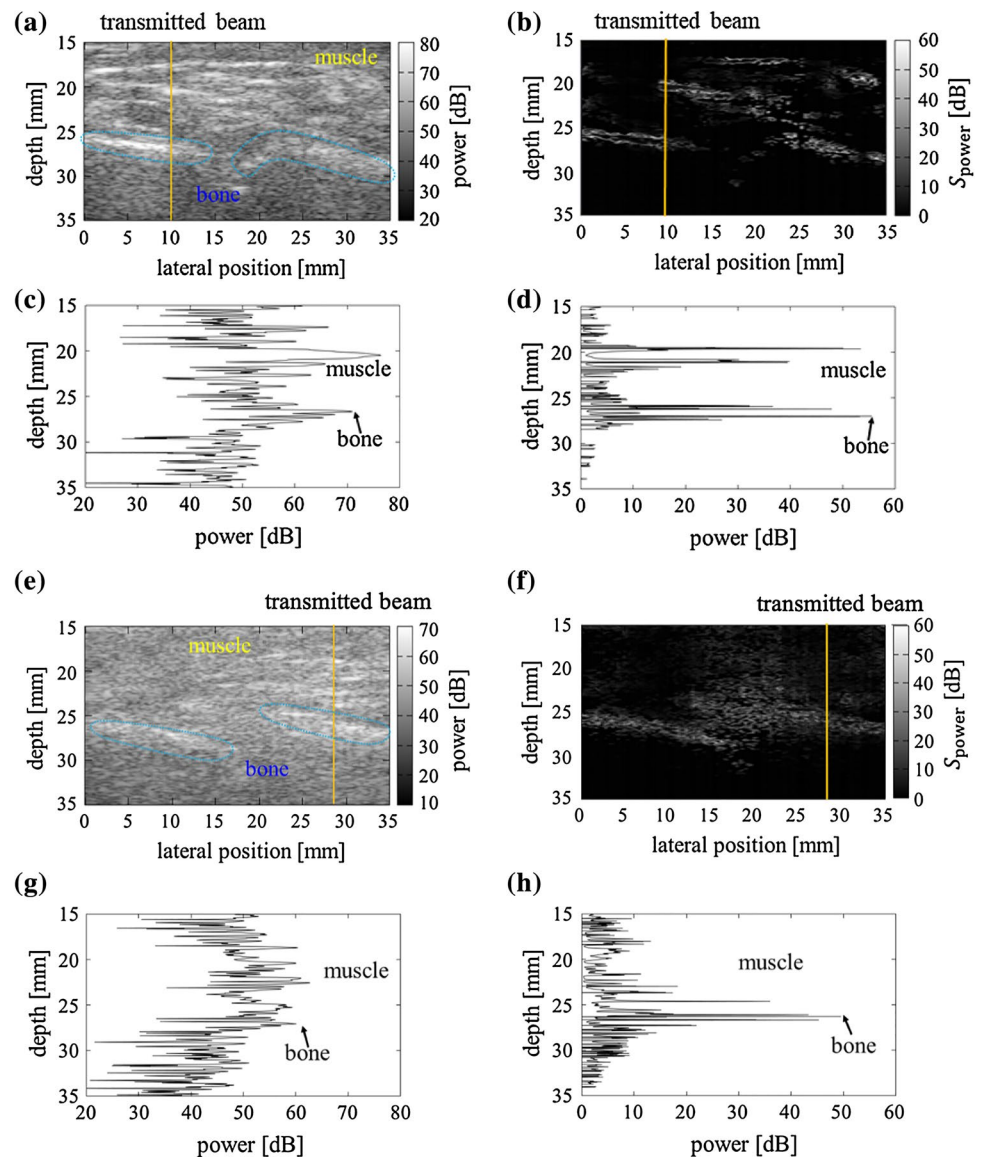 (a)
transmitted beam
muscle
bone
15
20
25
30
35
depth [mm]
0 5 10 15 20 25 30 35
lateral position [mm]
80
70
60
50
40
30
20
power [dB]
(b)
transmitted beam
15
20
25
30
35
depth [mm]
0 5 10 15 20 25 30 35
lateral position [mm]
60
50
40
30
20
10
0
Spower [dB]
(c)
15
20
25
30
35
depth [mm]
muscle
bone
20 30 40 50 60 70 80
power [dB]
(d)
15
20
25
30
35
depth [mm]
muscle
bone
0 10 20 30 40 50 60
power [dB]
(e)
transmitted beam
muscle
bone
15
20
25
30
35
depth [mm]
0 5 10 15 20 25 30 35
lateral position [mm]
70
60
50
40
30
20
10
power [dB]
(f)
transmitted beam
15
20
25
30
35
depth [mm]
0 5 10 15 20 25 30 35
lateral position [mm]
60
50
40
30
20
10
0
Spower [dB]
(g)
15
20
25
30
35
depth [mm]
muscle
bone
20 30 40 50 60 70 80
power [dB]
(h)
15
20
25
30
35
depth [mm]
muscle
bone
0 10 20 30 40 50 60
power [dB]